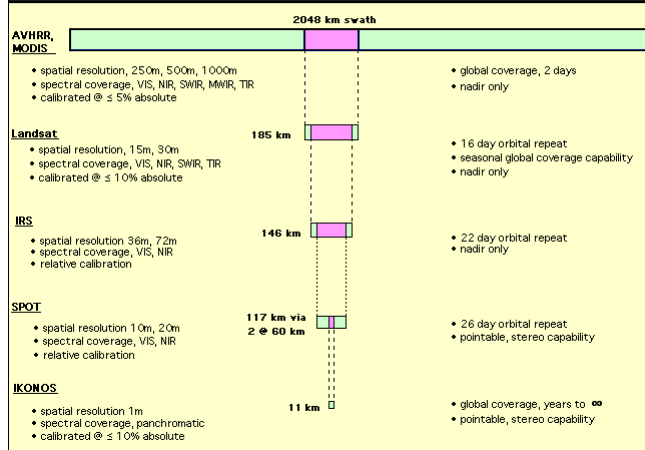 2048 km swath
AVHRR,
MODIS
• spatial resolution, 250m, 500m, 1000m
• spectral coverage, VIS, NIR, SWIR, MWIR, TIR
• calibrated @ ≤ 5% absolute
• global coverage, 2 days
• nadir only
Landsat
185 km
• spatial resolution, 15m, 30m
• spectral coverage, VIS, NIR, SWIR, TIR
• calibrated @ ≤ 10% absolute
• 16 day orbital repeat
• seasonal global coverage capability
• nadir only
IRS
146 km
• spatial resolution 36m, 72m
• spectral coverage, VIS, NIR
• relative calibration
• 22 day orbital repeat
• nadir only
SPOT
117 km via
2 @ 60 km
• spatial resolution 10m, 20m
• spectral coverage, VIS, NIR
• relative calibration
• 26 day orbital repeat
• pointable, stereo capability
IKONOS
11 km
• spatial resolution 1m
• spectral coverage, panchromatic
• calibrated @ ≤ 10% absolute
• global coverage, years to ∞
• pointable, stereo capability